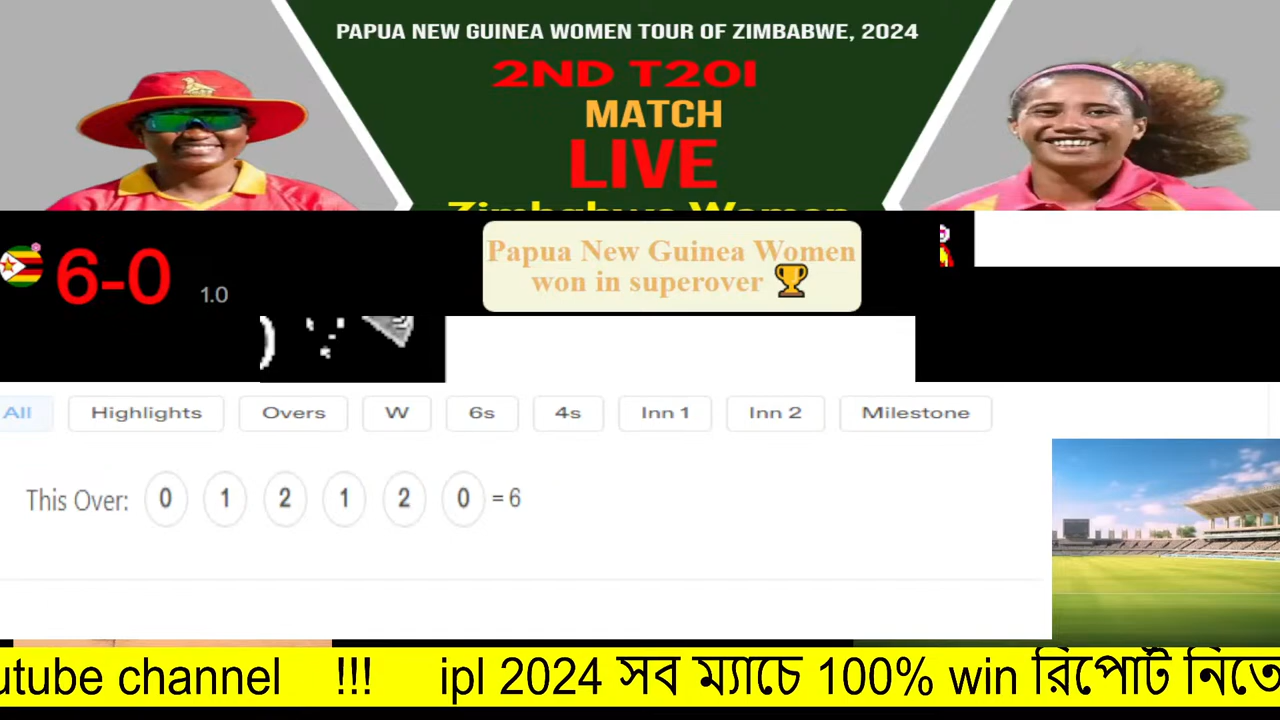 PAPUA NEW GUINEA WOMEN TOUR OF ZIMBABWE, 2024
2ND T20I
MATCH
LIVE
Zimbabwe Women
6-0 1.0
Papua New Guinea Women
won in superover
All Highlights Overs W 6s 4s Inn 1 Inn 2 Milestone
This Over: 0 1 2 1 2 0 = 6
utube channel !!! ipl 2024 সব ম্যাচে 100% win রিপোর্ট নিতে